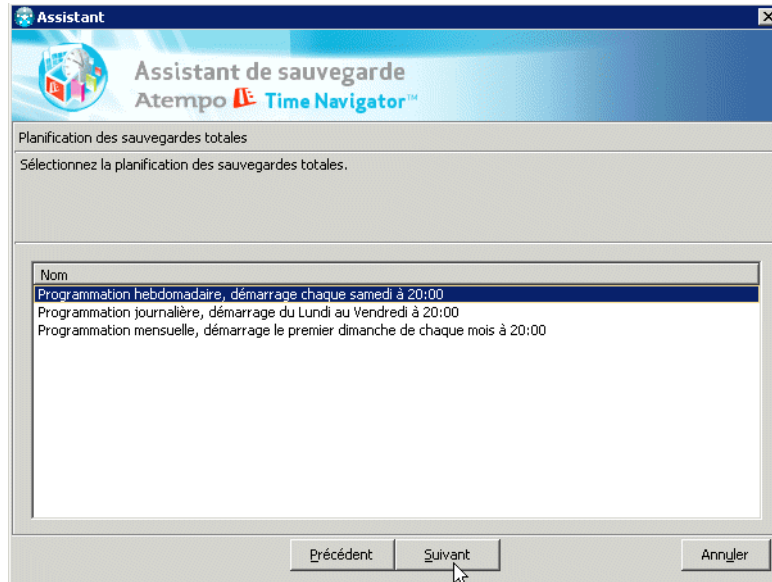 Assistant
Assistant de sauvegarde
Atempo Time Navigator™
Planification des sauvegardes totales
Sélectionnez la planification des sauvegardes totales.
Nom
Programmation hebdomadaire, démarrage chaque samedi à 20:00
Programmation journalière, démarrage du Lundi au Vendredi à 20:00
Programmation mensuelle, démarrage le premier dimanche de chaque mois à 20:00
Précédent Suivant Annuler